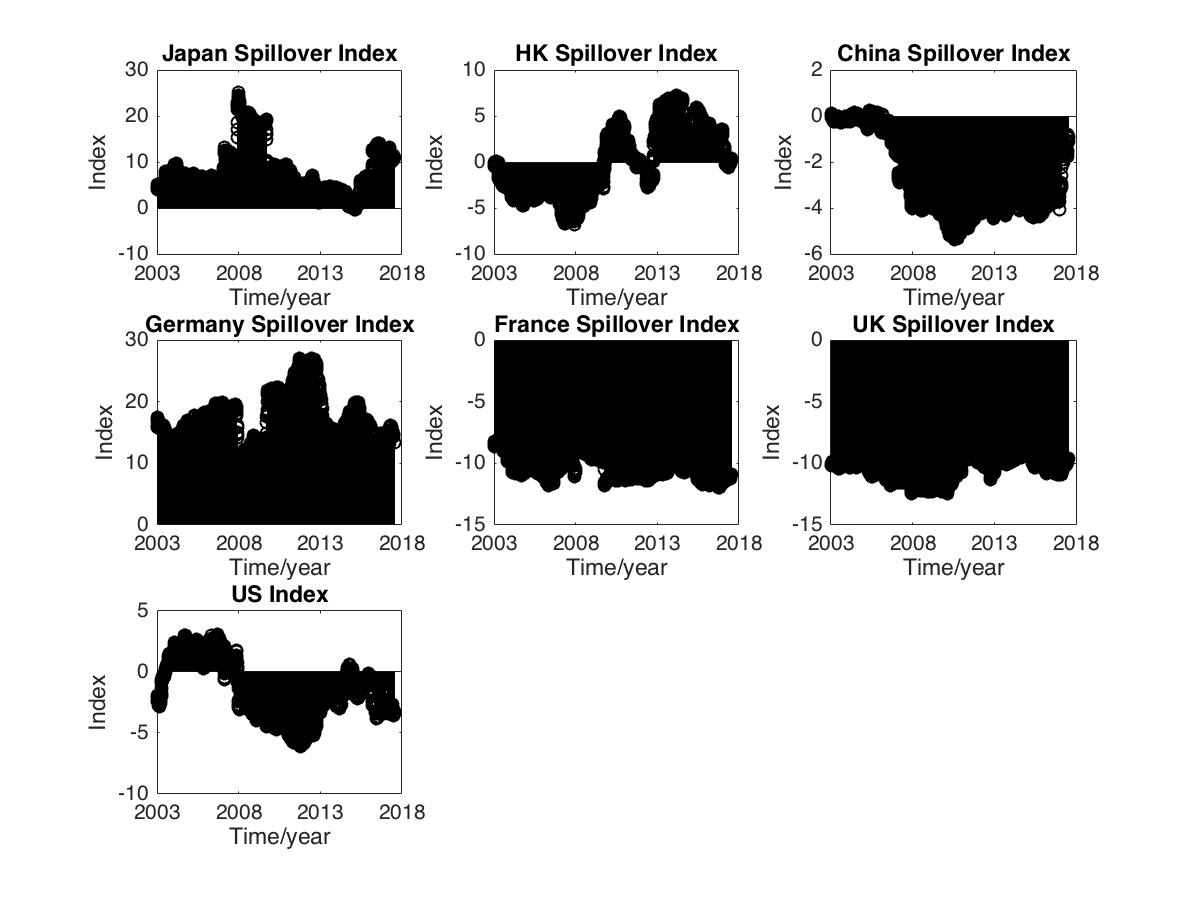 Japan Spillover Index
30
20
10
0
-10
Index
2003 2008 2013 2018
Time/year
HK Spillover Index
10
5
0
-5
-10
Index
2003 2008 2013 2018
Time/year
China Spillover Index
2
0
-2
-4
-6
Index
2003 2008 2013 2018
Time/year
Germany Spillover Index
30
20
10
0
Index
2003 2008 2013 2018
Time/year
France Spillover Index
0
-5
-10
-15
Index
2003 2008 2013 2018
Time/year
UK Spillover Index
0
-5
-10
-15
Index
2003 2008 2013 2018
Time/year
US Index
5
0
-5
-10
Index
2003 2008 2013 2018
Time/year